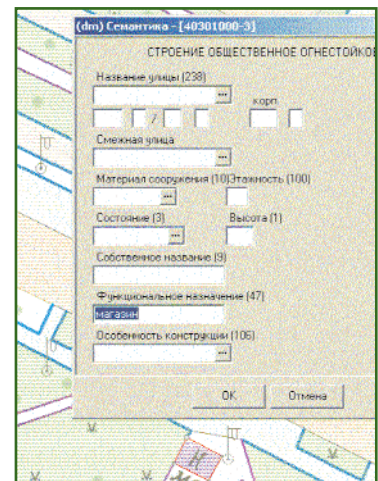 (dm) Семантика - [40301000-3]
СТРОЕНИЕ ОБЩЕСТВЕННОЕ ОГНЕСТОЙКО
Название улицы (238)
...
корп.
/
Смежная улица
...
Материал сооружения (10) Этажность (100)
...
Состояние (3) Высота (1)
...
Собственное название (9)
Функциональное назначение (47)
магазин
Особенность конструкции (106)
...
OK Отмена
Н